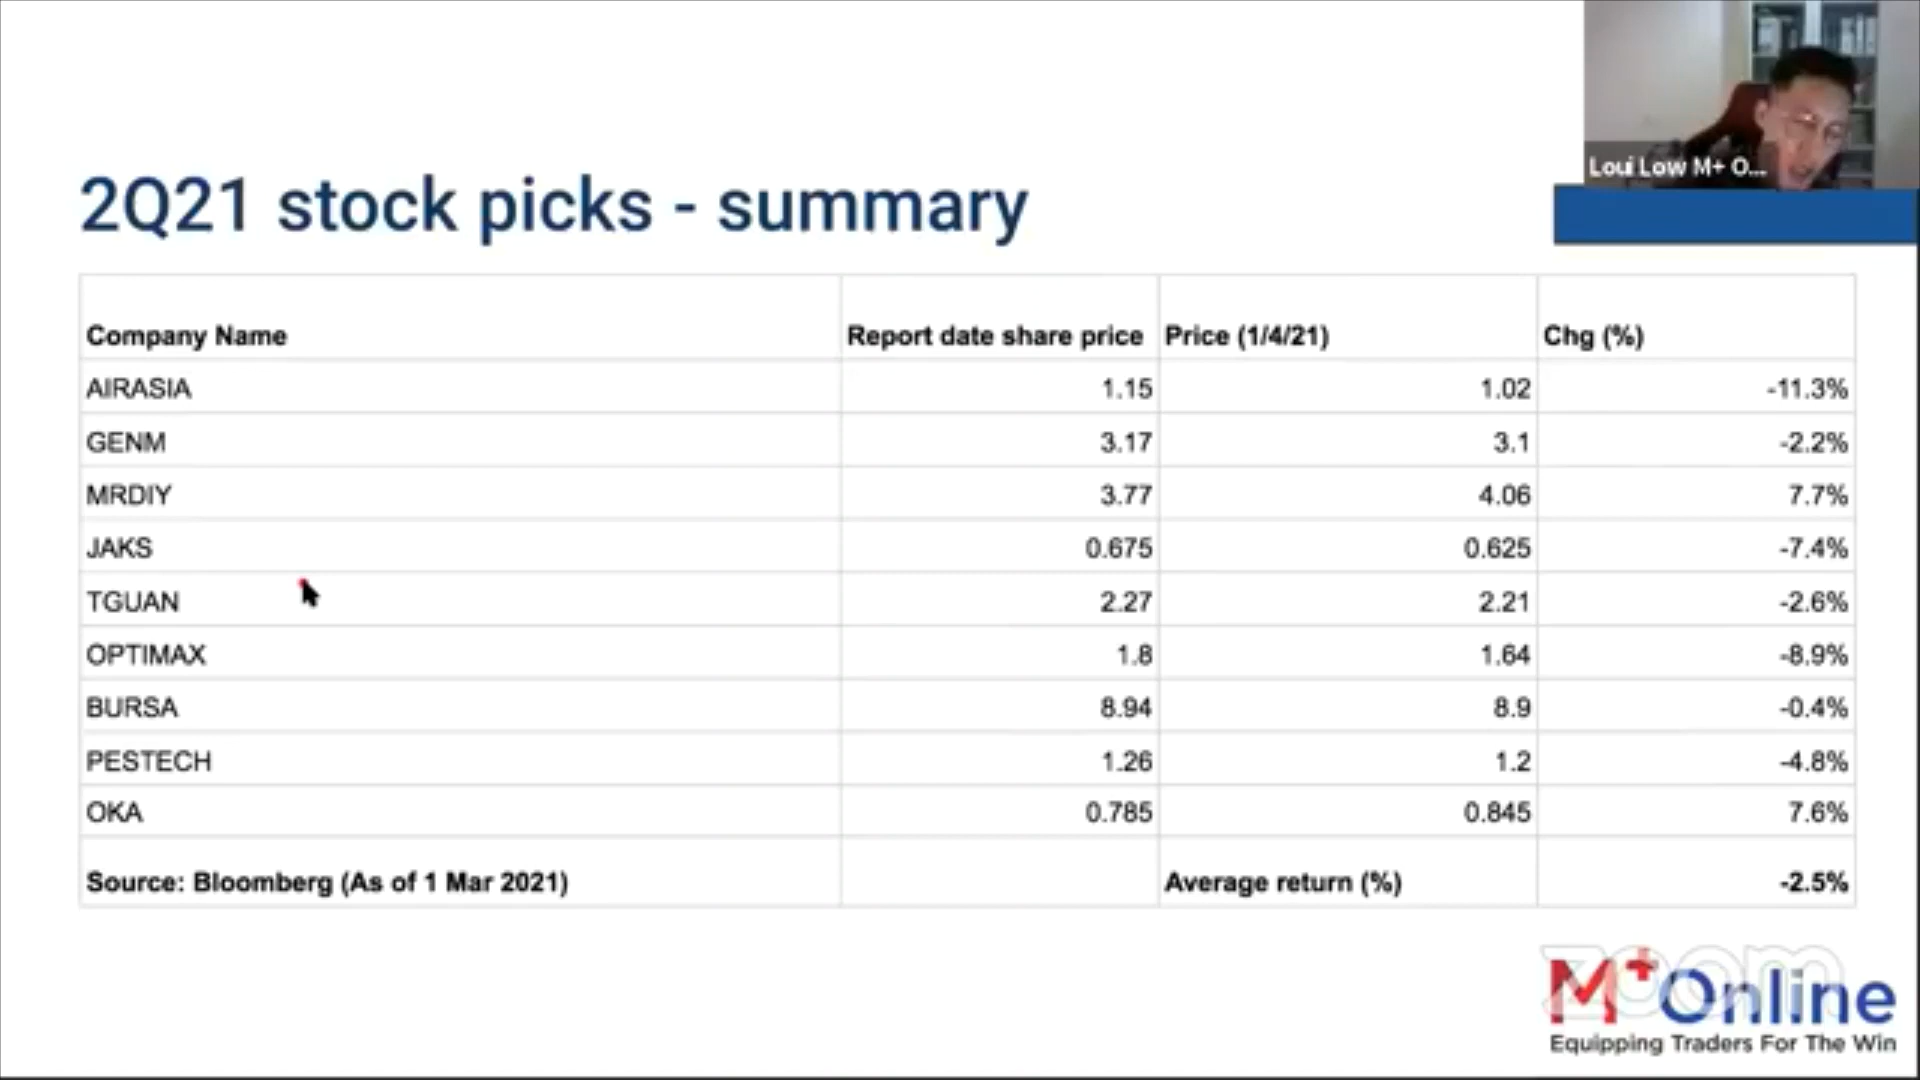 Loui Low M+ O...
2Q21 stock picks - summary
Company Name Report date share price Price (1/4/21) Chg (%)
AIRASIA 1.15 1.02 -11.3%
GENM 3.17 3.1 -2.2%
MRDIY 3.77 4.06 7.7%
JAKS 0.675 0.625 -7.4%
TGUAN 2.27 2.21 -2.6%
OPTIMAX 1.8 1.64 -8.9%
BURSA 8.94 8.9 -0.4%
PESTECH 1.26 1.2 -4.8%
OKA 0.785 0.845 7.6%
Source: Bloomberg (As of 1 Mar 2021) Average return (%) -2.5%
zoom
M+ Online
Equipping Traders For The Win